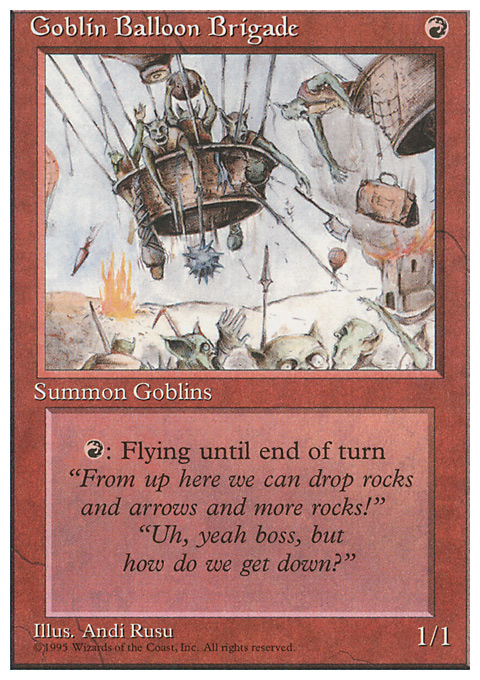 Goblin Balloon Brigade
Summon Goblins
: Flying until end of turn
“From up here we can drop rocks
and arrows and more rocks!”
“Uh, yeah boss, but
how do we get down?”
Illus. Andi Rusu
©1995 Wizards of the Coast, Inc. All rights reserved.
1/1